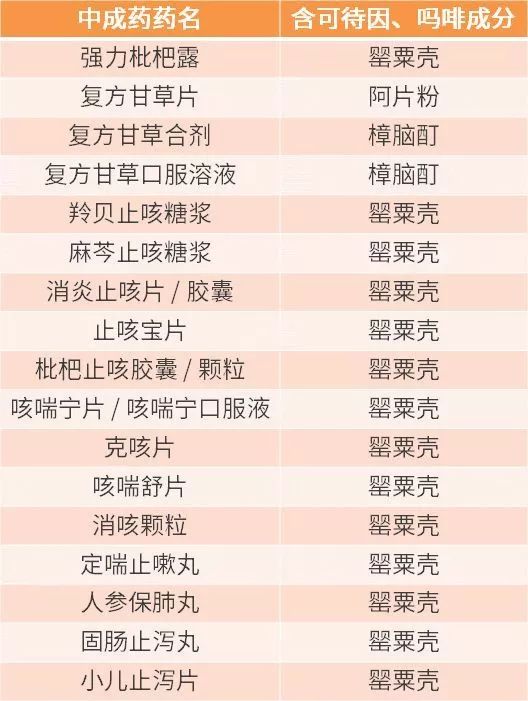 中成药药名 含可待因、吗啡成分
强力枇杷露 罂粟壳
复方甘草片 阿片粉
复方甘草合剂 樟脑酊
复方甘草口服溶液 樟脑酊
羚贝止咳糖浆 罂粟壳
麻芩止咳糖浆 罂粟壳
消炎止咳片 / 胶囊 罂粟壳
止咳宝片 罂粟壳
枇杷止咳胶囊 / 颗粒 罂粟壳
咳喘宁片 / 咳喘宁口服液 罂粟壳
克咳片 罂粟壳
咳喘舒片 罂粟壳
消咳颗粒 罂粟壳
定喘止嗽丸 罂粟壳
人参保肺丸 罂粟壳
固肠止泻丸 罂粟壳
小儿止泻片 罂粟壳